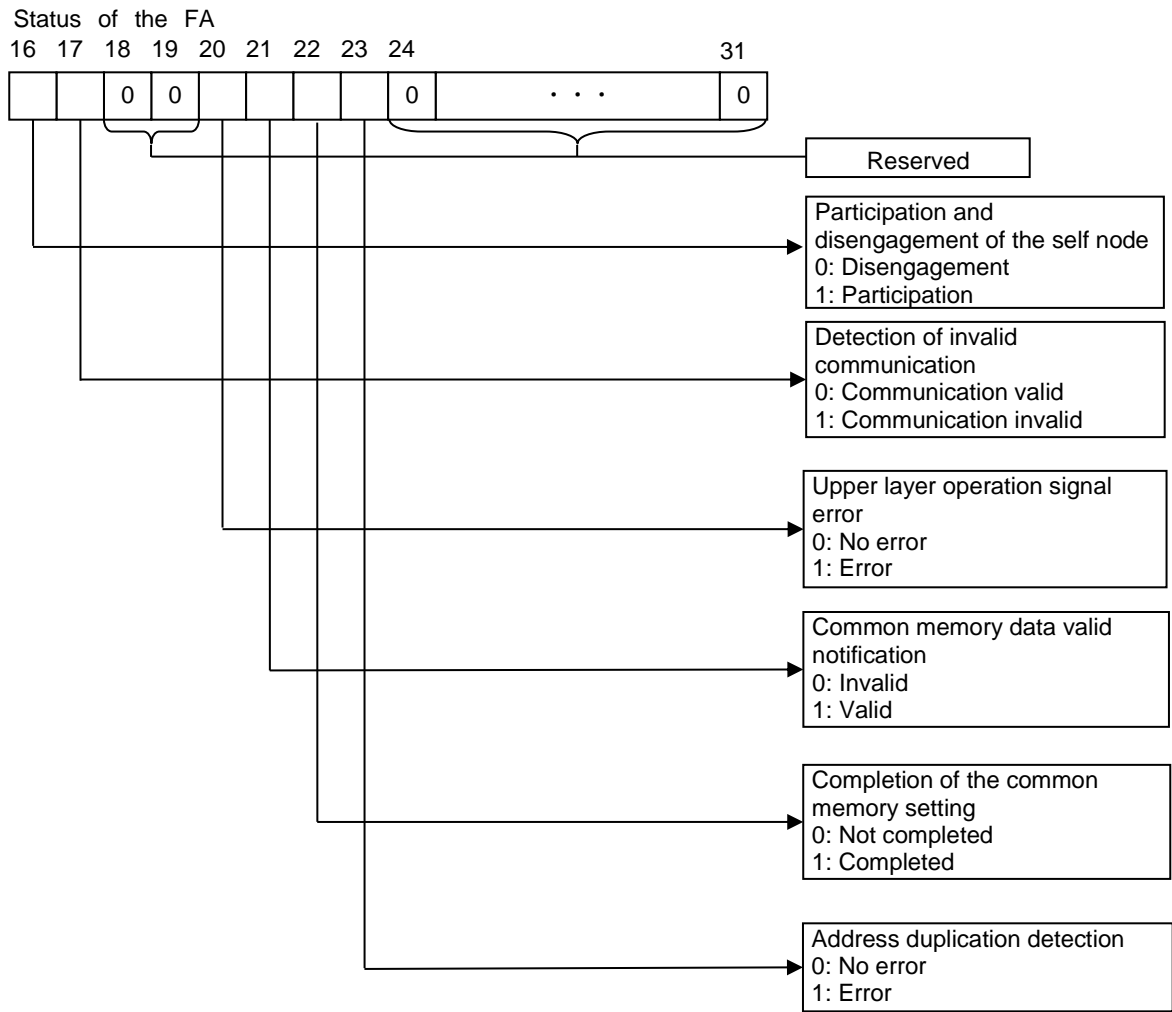 Status of the FA
16 17 18 19 20 21 22 23 24 31
0 0 0 · · · 0
Reserved
Participation and
disengagement of the self node
0: Disengagement
1: Participation
Detection of invalid
communication
0: Communication valid
1: Communication invalid
Upper layer operation signal
error
0: No error
1: Error
Common memory data valid
notification
0: Invalid
1: Valid
Completion of the common
memory setting
0: Not completed
1: Completed
Address duplication detection
0: No error
1: Error